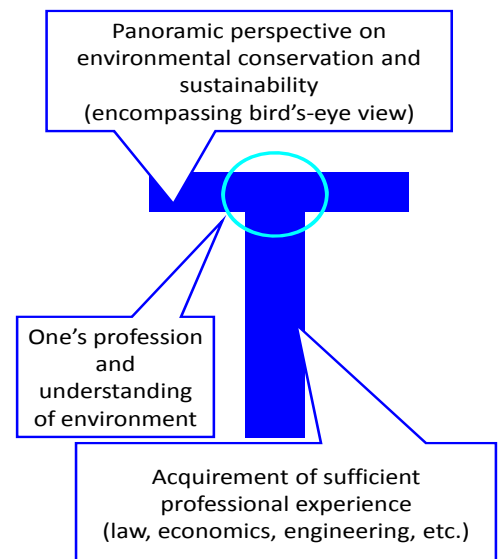 Panoramic perspective on
environmental conservation and
sustainability
(encompassing bird’s-eye view)
One’s profession
and
understanding
of environment
Acquirement of sufficient
professional experience
(law, economics, engineering, etc.)